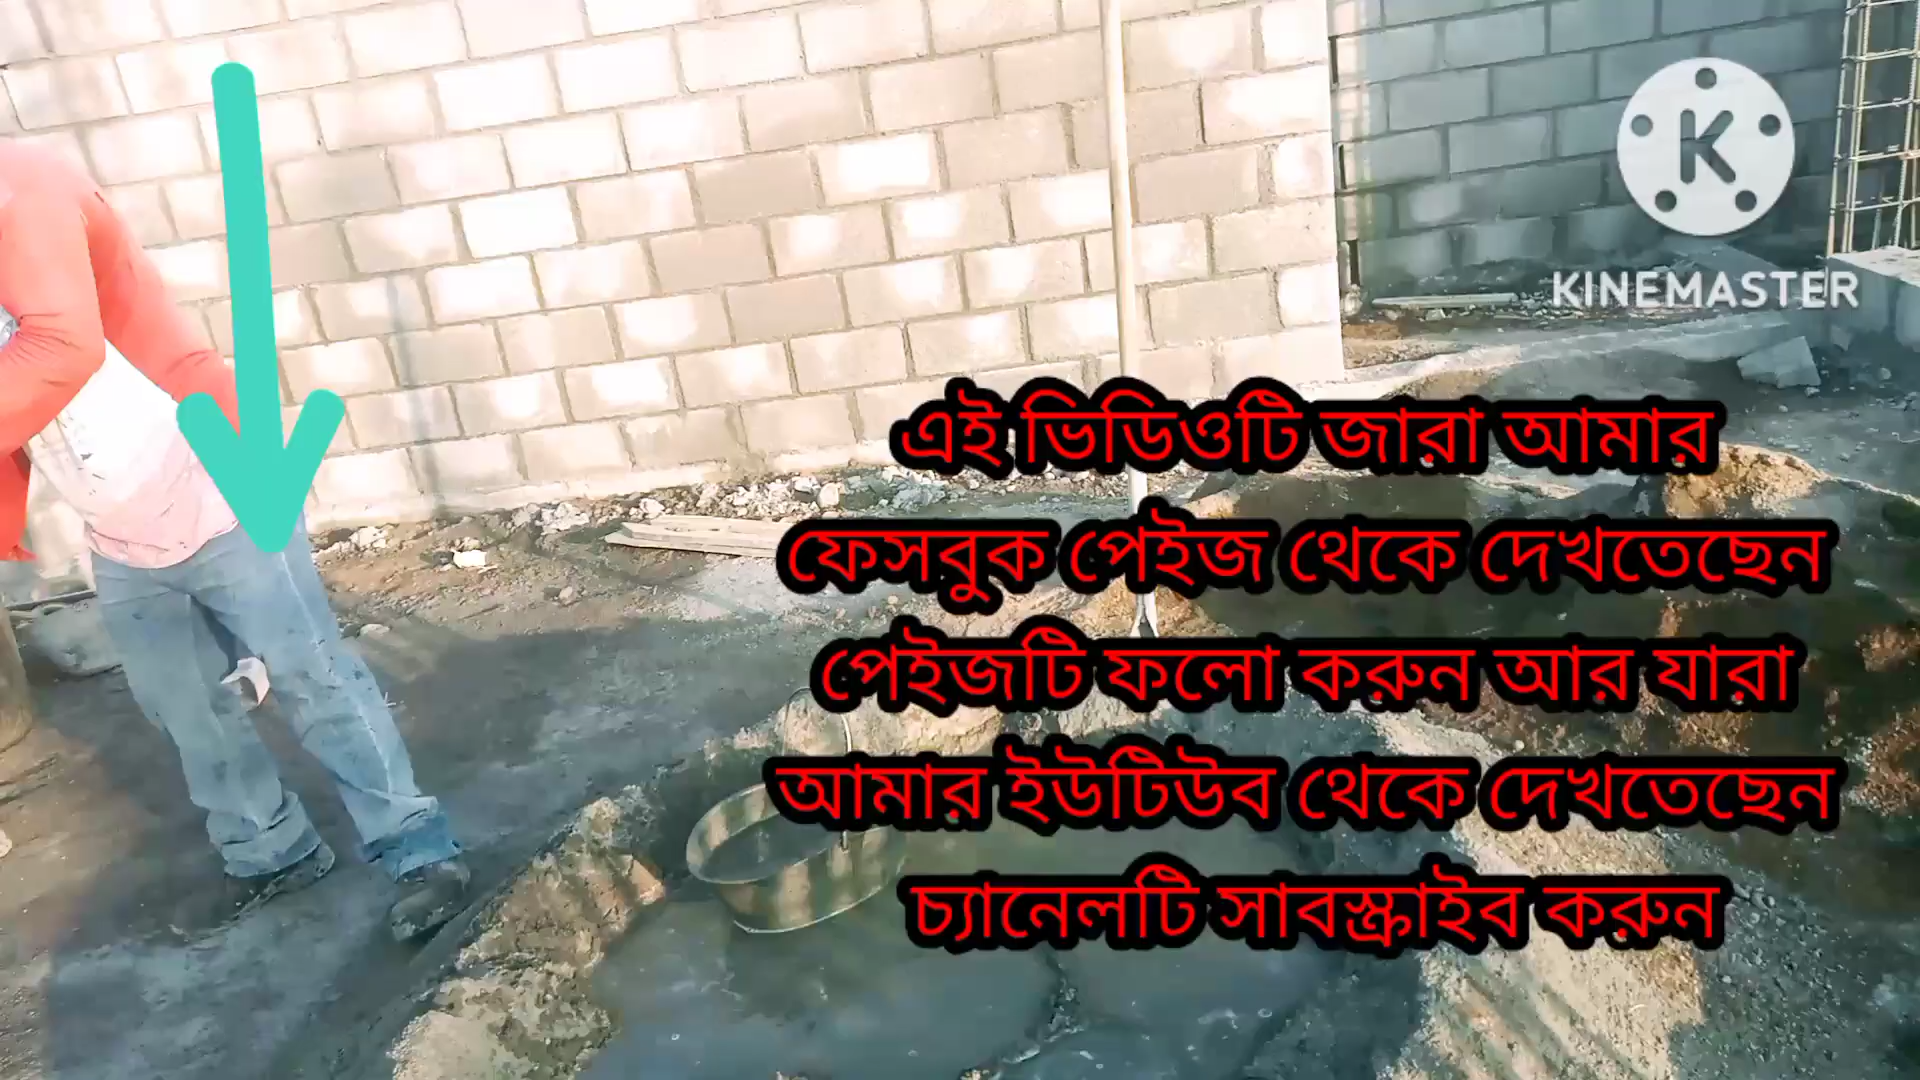 KINEMASTER
এই ভিডিওটি জারা আমার
ফেসবুক পেইজ থেকে দেখতেছেন
পেইজটি ফলো করুন আর যারা
আমার ইউটিউব থেকে দেখতেছেন
চ্যানেলটি সাবস্ক্রাইব করুন